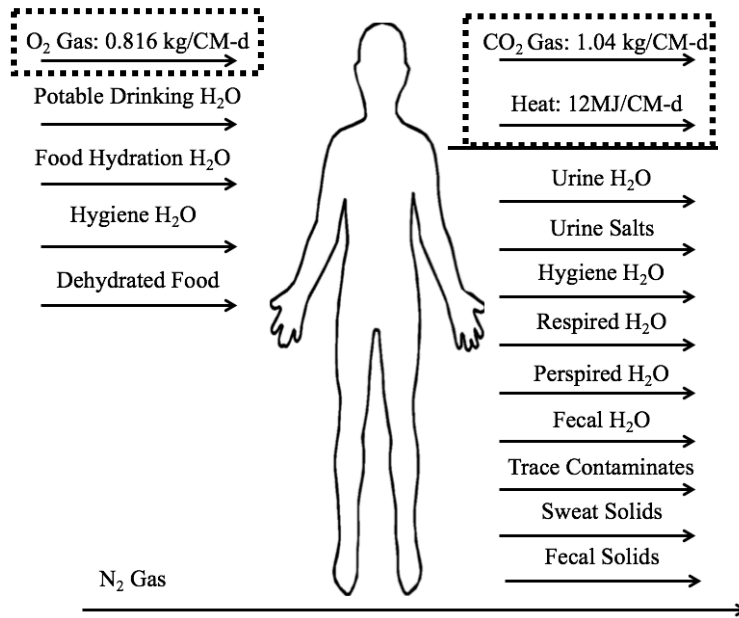 O₂ Gas: 0.816 kg/CM-d
Potable Drinking H₂O
Food Hydration H₂O
Hygiene H₂O
Dehydrated Food
CO₂ Gas: 1.04 kg/CM-d
Heat: 12MJ/CM-d
Urine H₂O
Urine Salts
Hygiene H₂O
Respired H₂O
Perspired H₂O
Fecal H₂O
Trace Contaminates
Sweat Solids
Fecal Solids
N₂ Gas